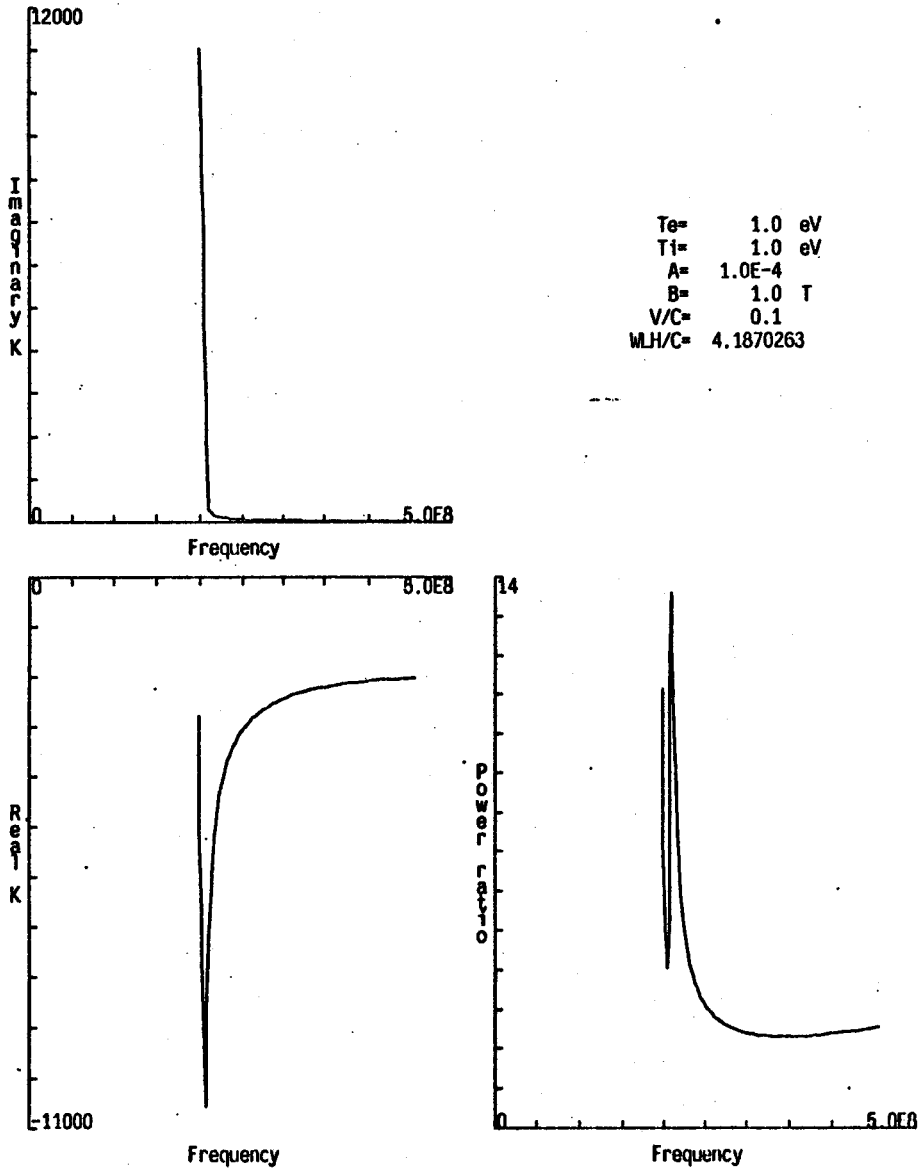 12000
Imaginary K
0
5.0E8
Frequency
Te= 1.0 eV
Ti= 1.0 eV
A= 1.0E-4
B= 1.0 T
V/C= 0.1
WLH/C= 4.1870263
0
5.0E8
Real K
-11000
Frequency
14
Power ratio
0
5.0E8
Frequency